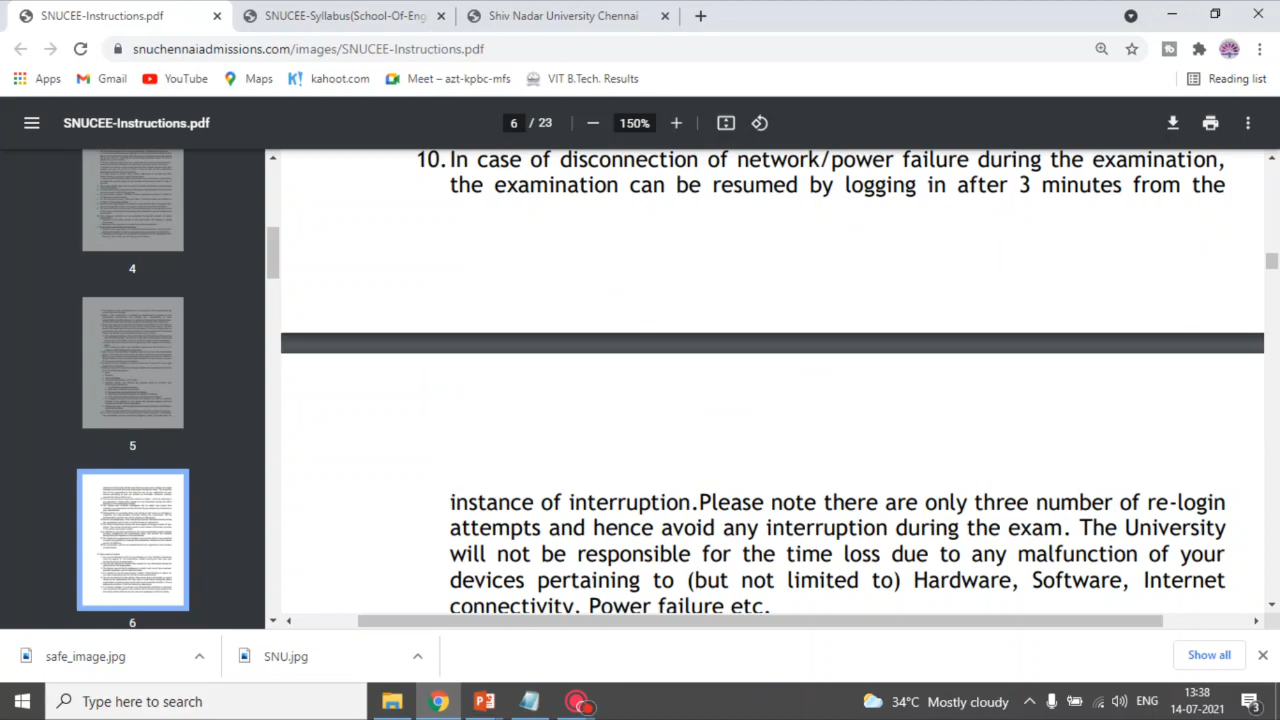 SNUCEE-Instructions.pdf
SNUCEE-Syllabus(School-Of-Eng
Shiv Nadar University Chennai
snuchennaiadmissions.com/images/SNUCEE-Instructions.pdf
Apps
Gmail
YouTube
Maps
K! kahoot.com
Meet – azt-kpbc-mfs
VIT B.Tech. Results
Reading list
SNUCEE-Instructions.pdf
6 / 23
150%
4
5
6
10. In case of disconnection of network/power failure during the examination,
the examination can be resumed by logging in after 3 minutes from the
instance of interruption.Please note there are only three number of re-login
attempts and hence avoid any interruption during the exam. The University
will not be responsible for the time loss due to any malfunction of your
devices pertaining to (but not limited to) Hardware, Software, Internet
connectivity. Power failure etc.
safe_image.jpg
SNU.jpg
Show all
Type here to search
34°C Mostly cloudy
ENG
13:38
14-07-2021
3